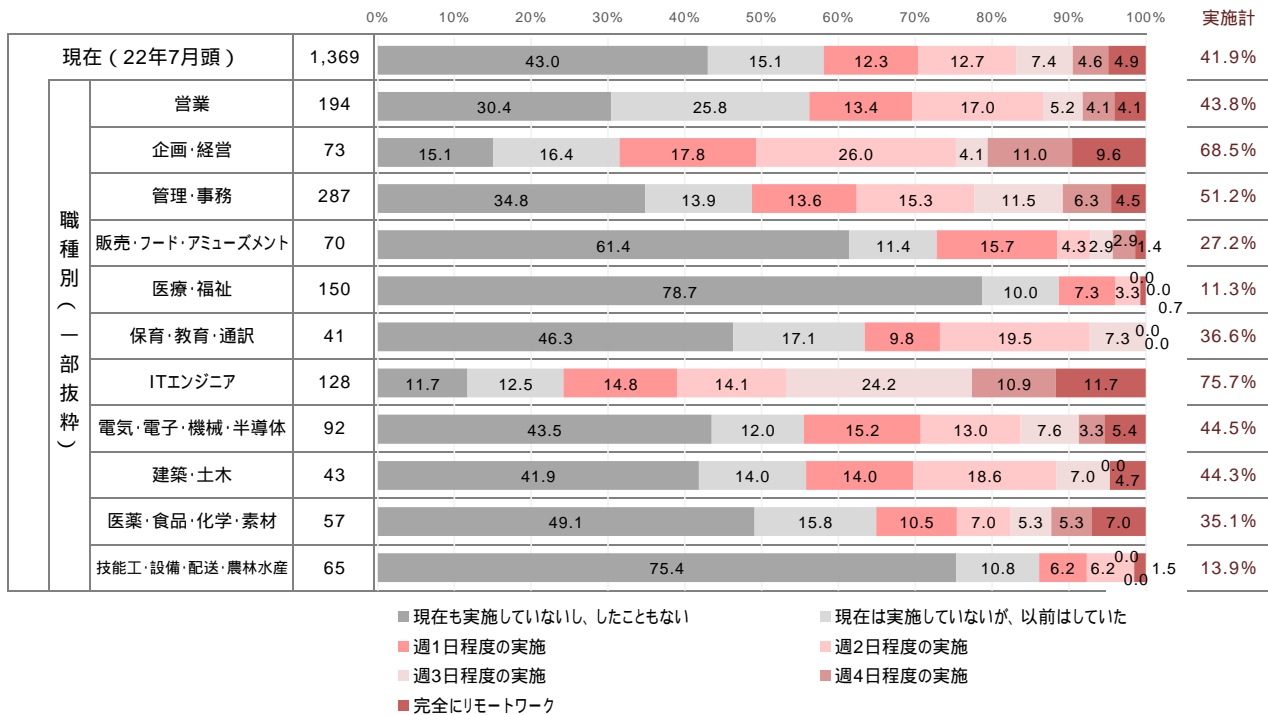 0% 10% 20% 30% 40% 50% 60% 70% 80% 90% 100% 実施計
現在(22年7月頭) 1,369 43.0 15.1 12.3 12.7 7.4 4.6 4.9 41.9%
職種別(一部抜粋)
営業 194 30.4 25.8 13.4 17.0 5.2 4.1 4.1 43.8%
企画・経営 73 15.1 16.4 17.8 26.0 4.1 11.0 9.6 68.5%
管理・事務 287 34.8 13.9 13.6 15.3 11.5 6.3 4.5 51.2%
販売・フード・アミューズメント 70 61.4 11.4 15.7 4.3 2.9 2.9 1.4 27.2%
医療・福祉 150 78.7 10.0 7.3 3.3 0.0 0.0 0.7 11.3%
保育・教育・通訳 41 46.3 17.1 9.8 19.5 7.3 0.0 0.0 36.6%
ITエンジニア 128 11.7 12.5 14.8 14.1 24.2 10.9 11.7 75.7%
電気・電子・機械・半導体 92 43.5 12.0 15.2 13.0 7.6 3.3 5.4 44.5%
建築・土木 43 41.9 14.0 14.0 18.6 7.0 0.0 4.7 44.3%
医薬・食品・化学・素材 57 49.1 15.8 10.5 7.0 5.3 5.3 7.0 35.1%
技能工・設備・配送・農林水産 65 75.4 10.8 6.2 6.2 0.0 0.0 1.5 13.9%
現在も実施していないし、したこともない 現在は実施していないが、以前はしていた
週1日程度の実施 週2日程度の実施
週3日程度の実施 週4日程度の実施
完全にリモートワーク